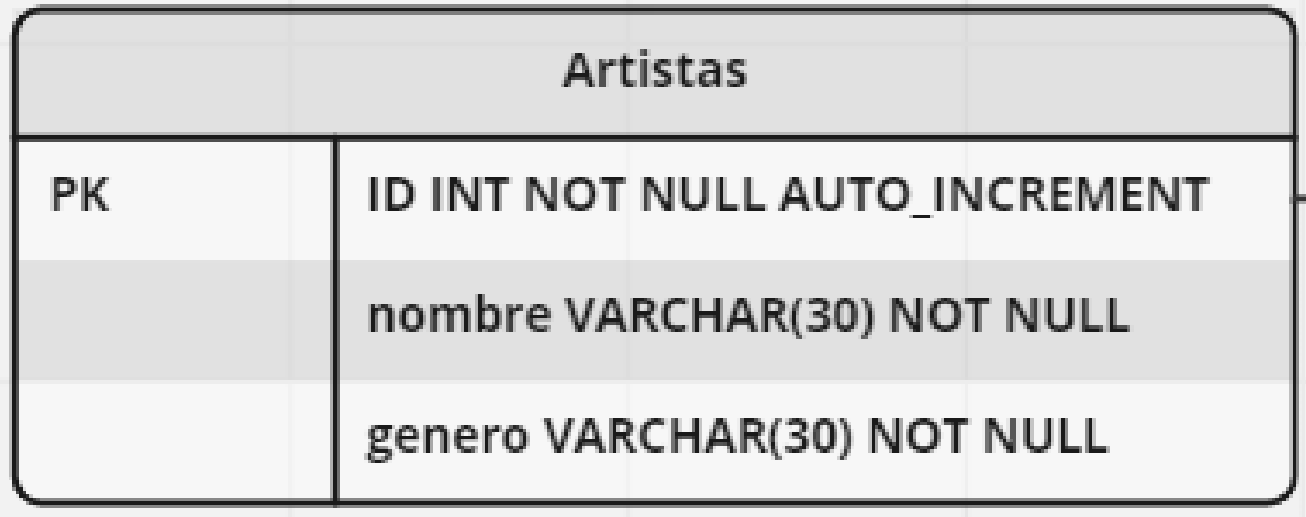 Artistas
PK ID INT NOT NULL AUTO_INCREMENT
nombre VARCHAR(30) NOT NULL
genero VARCHAR(30) NOT NULL